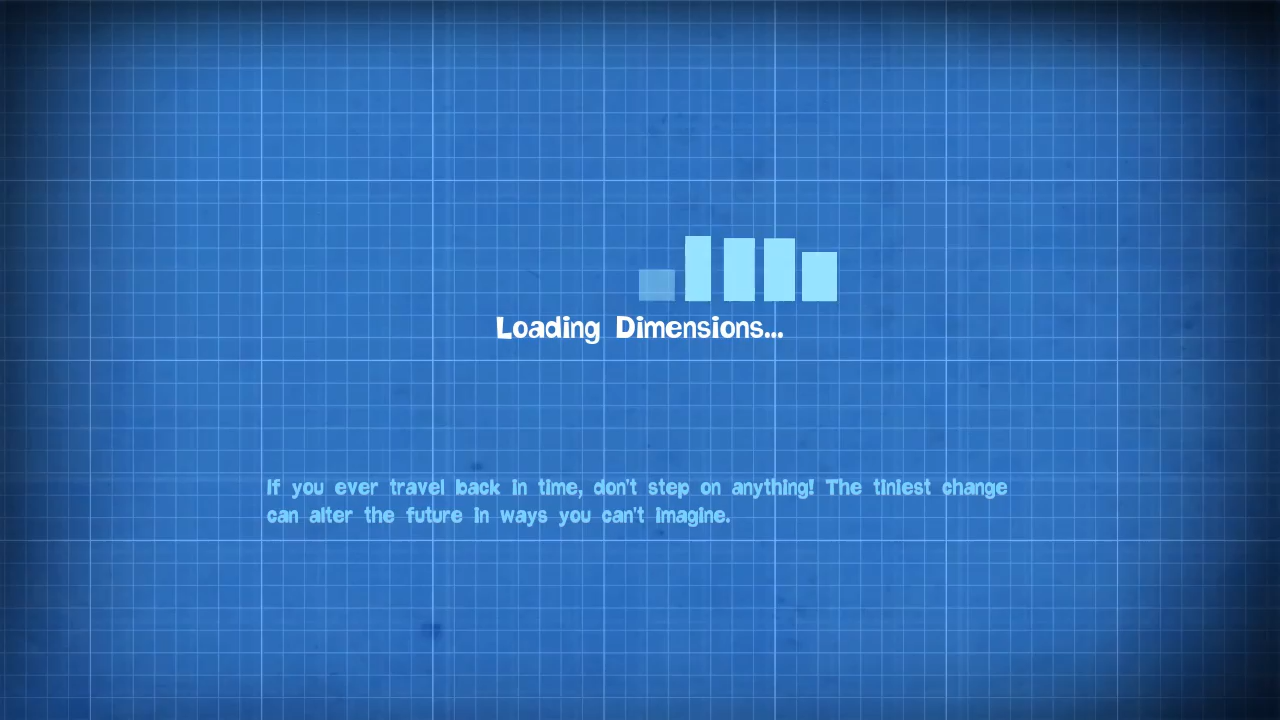 Loading Dimensions...
If you ever travel back in time, don't step on anything! The tiniest change
can alter the future in ways you can't imagine.